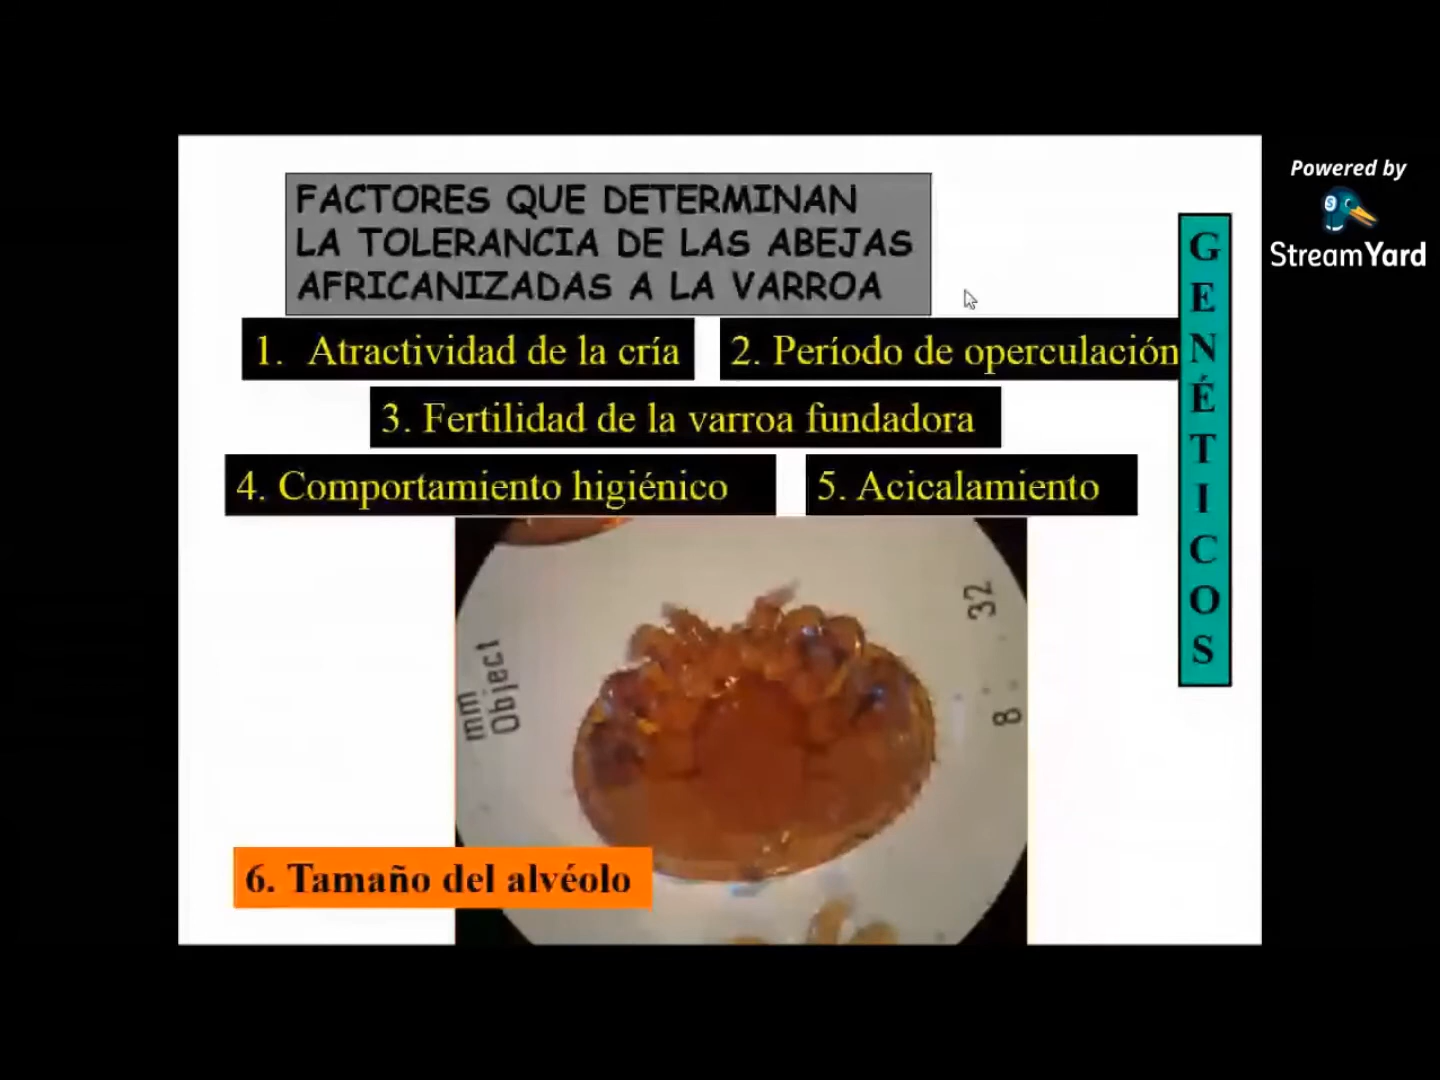 Powered by
StreamYard
FACTORES QUE DETERMINAN
LA TOLERANCIA DE LAS ABEJAS
AFRICANIZADAS A LA VARROA
GENÉTICOS
1. Atractividad de la cría
2. Período de operculación
3. Fertilidad de la varroa fundadora
4. Comportamiento higiénico
5. Acicalamiento
mm
Object
32
8
6. Tamaño del alvéolo